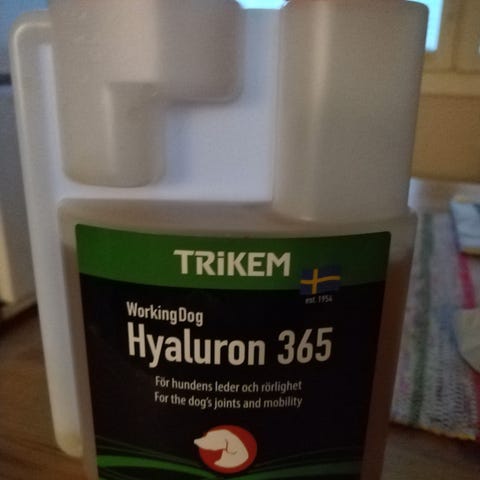 TRiKEM
est. 1954
WorkingDog
Hyaluron 365
För hundens leder och rörlighet
For the dog's joints and mobility